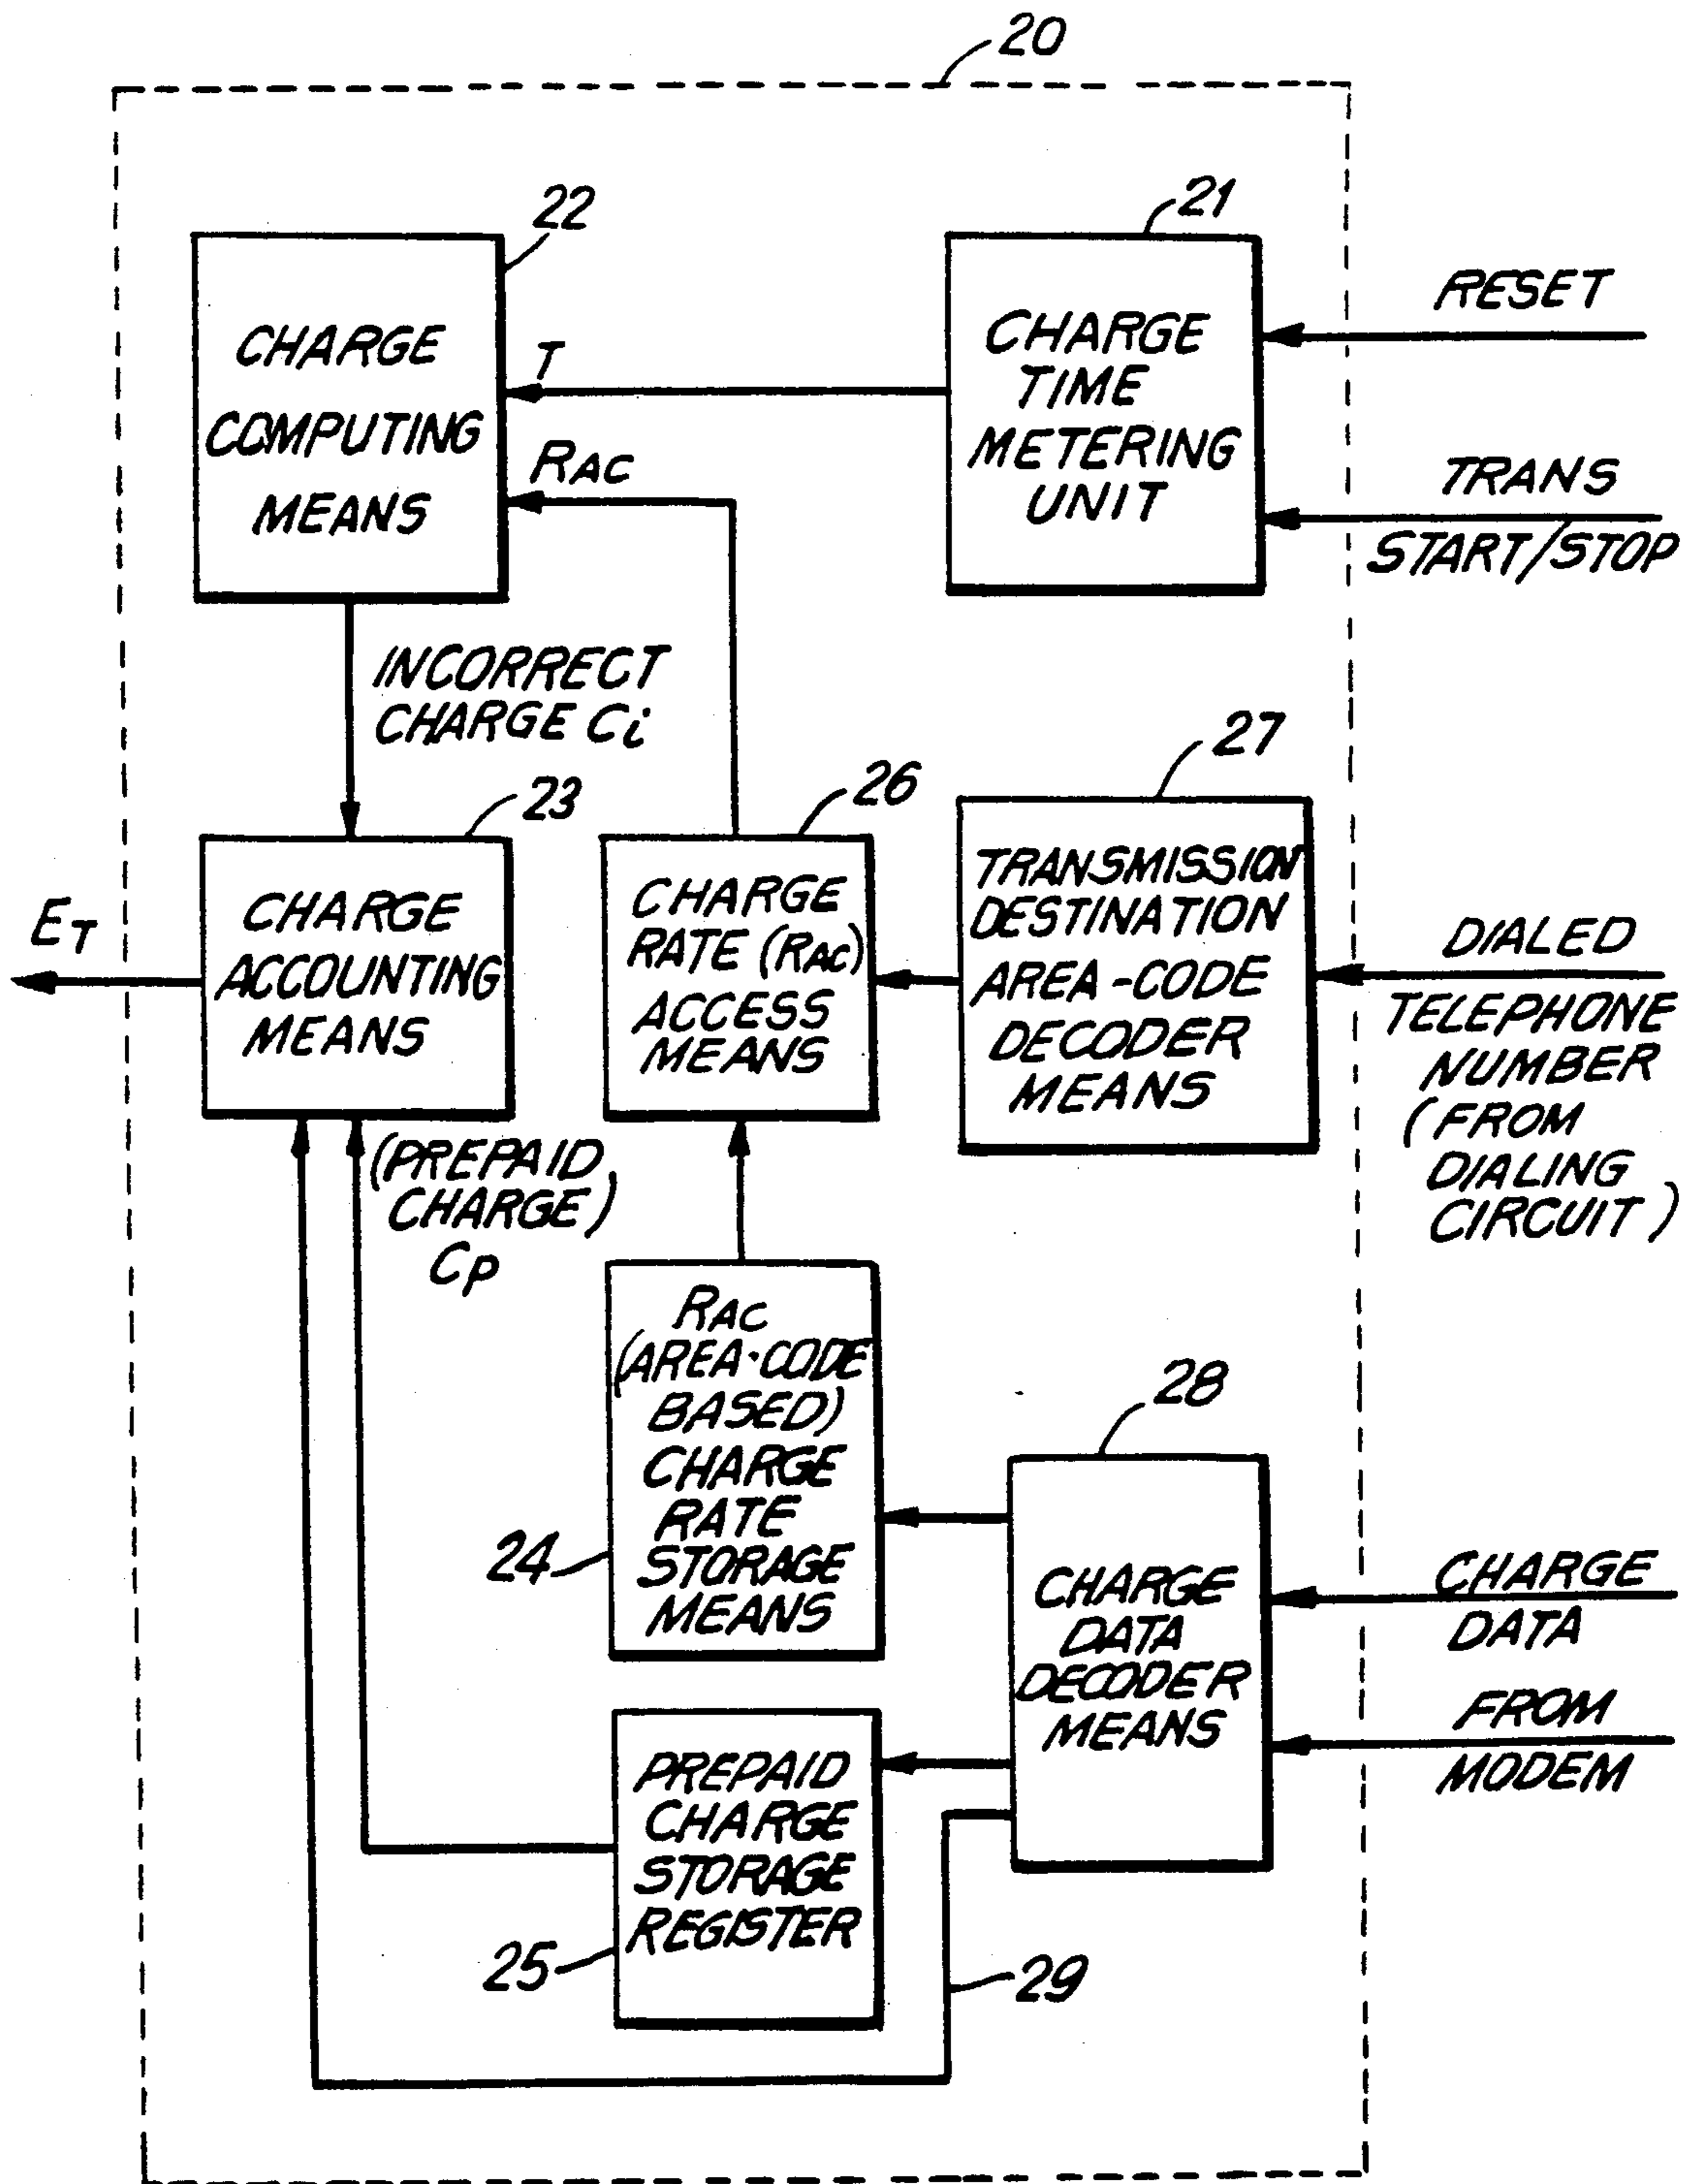 20
22
CHARGE
COMPUTING
MEANS
21
CHARGE
TIME
METERING
UNIT
RESET
TRANS
START/STOP
T
RAC
INCORRECT
CHARGE Ci
23
CHARGE
ACCOUNTING
MEANS
ET
26
CHARGE
RATE (RAC)
ACCESS
MEANS
27
TRANSMISSION
DESTINATION
AREA-CODE
DECODER
MEANS
DIALED
TELEPHONE
NUMBER
(FROM
DIALING
CIRCUIT)
(PREPAID
CHARGE)
CP
RAC
(AREA-CODE
BASED)
CHARGE
RATE
STORAGE
MEANS
24
28
CHARGE
DATA
DECODER
MEANS
CHARGE
DATA
FROM
MODEM
PREPAID
CHARGE
STORAGE
REGISTER
25
29